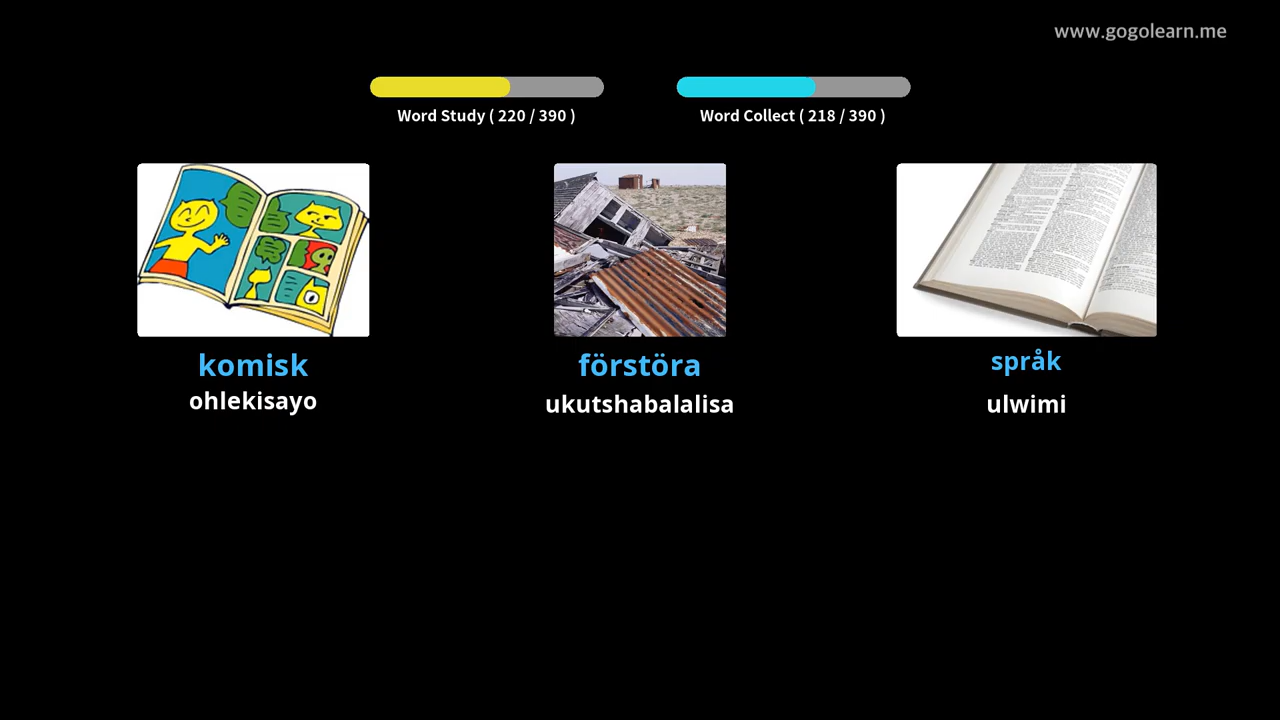 www.gogolearn.me
Word Study ( 220 / 390 )
Word Collect ( 218 / 390 )
komisk
ohlekisayo
förstöra
ukutshabalalisa
språk
ulwimi